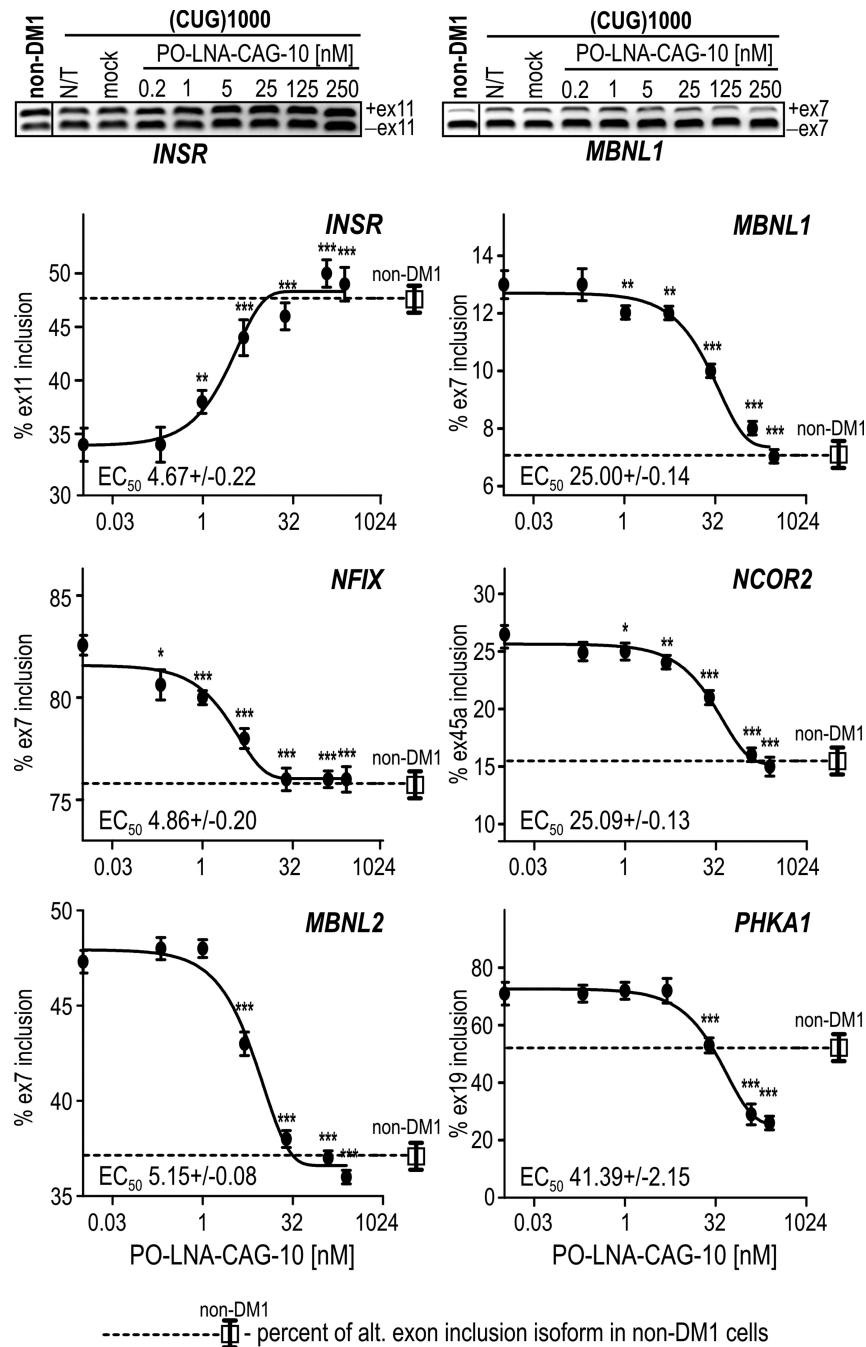 non-DM1
(CUG)1000
PO-LNA-CAG-10 [nM]
N/T mock 0.2 1 5 25 125 250
+ex11
–ex11
INSR
non-DM1
(CUG)1000
PO-LNA-CAG-10 [nM]
N/T mock 0.2 1 5 25 125 250
+ex7
–ex7
MBNL1
INSR
% ex11 inclusion
50
45
40
35
30
** *** *** *** ***
non-DM1
EC50 4.67+/-0.22
0.03 1 32 1024
MBNL1
% ex7 inclusion
14
12
10
8
6
** ** *** *** ***
non-DM1
EC50 25.00+/-0.14
0.03 1 32 1024
NFIX
% ex7 inclusion
85
80
75
* *** *** *** *** ***
non-DM1
EC50 4.86+/-0.20
0.03 1 32 1024
NCOR2
% ex45a inclusion
30
25
20
15
10
* ** *** *** ***
non-DM1
EC50 25.09+/-0.13
0.03 1 32 1024
MBNL2
% ex7 inclusion
50
45
40
35
*** *** *** ***
non-DM1
EC50 5.15+/-0.08
0.03 1 32 1024
PO-LNA-CAG-10 [nM]
PHKA1
% ex19 inclusion
80
60
40
20
0
*** *** ***
non-DM1
EC50 41.39+/-2.15
0.03 1 32 1024
PO-LNA-CAG-10 [nM]
non-DM1
- percent of alt. exon inclusion isoform in non-DM1 cells